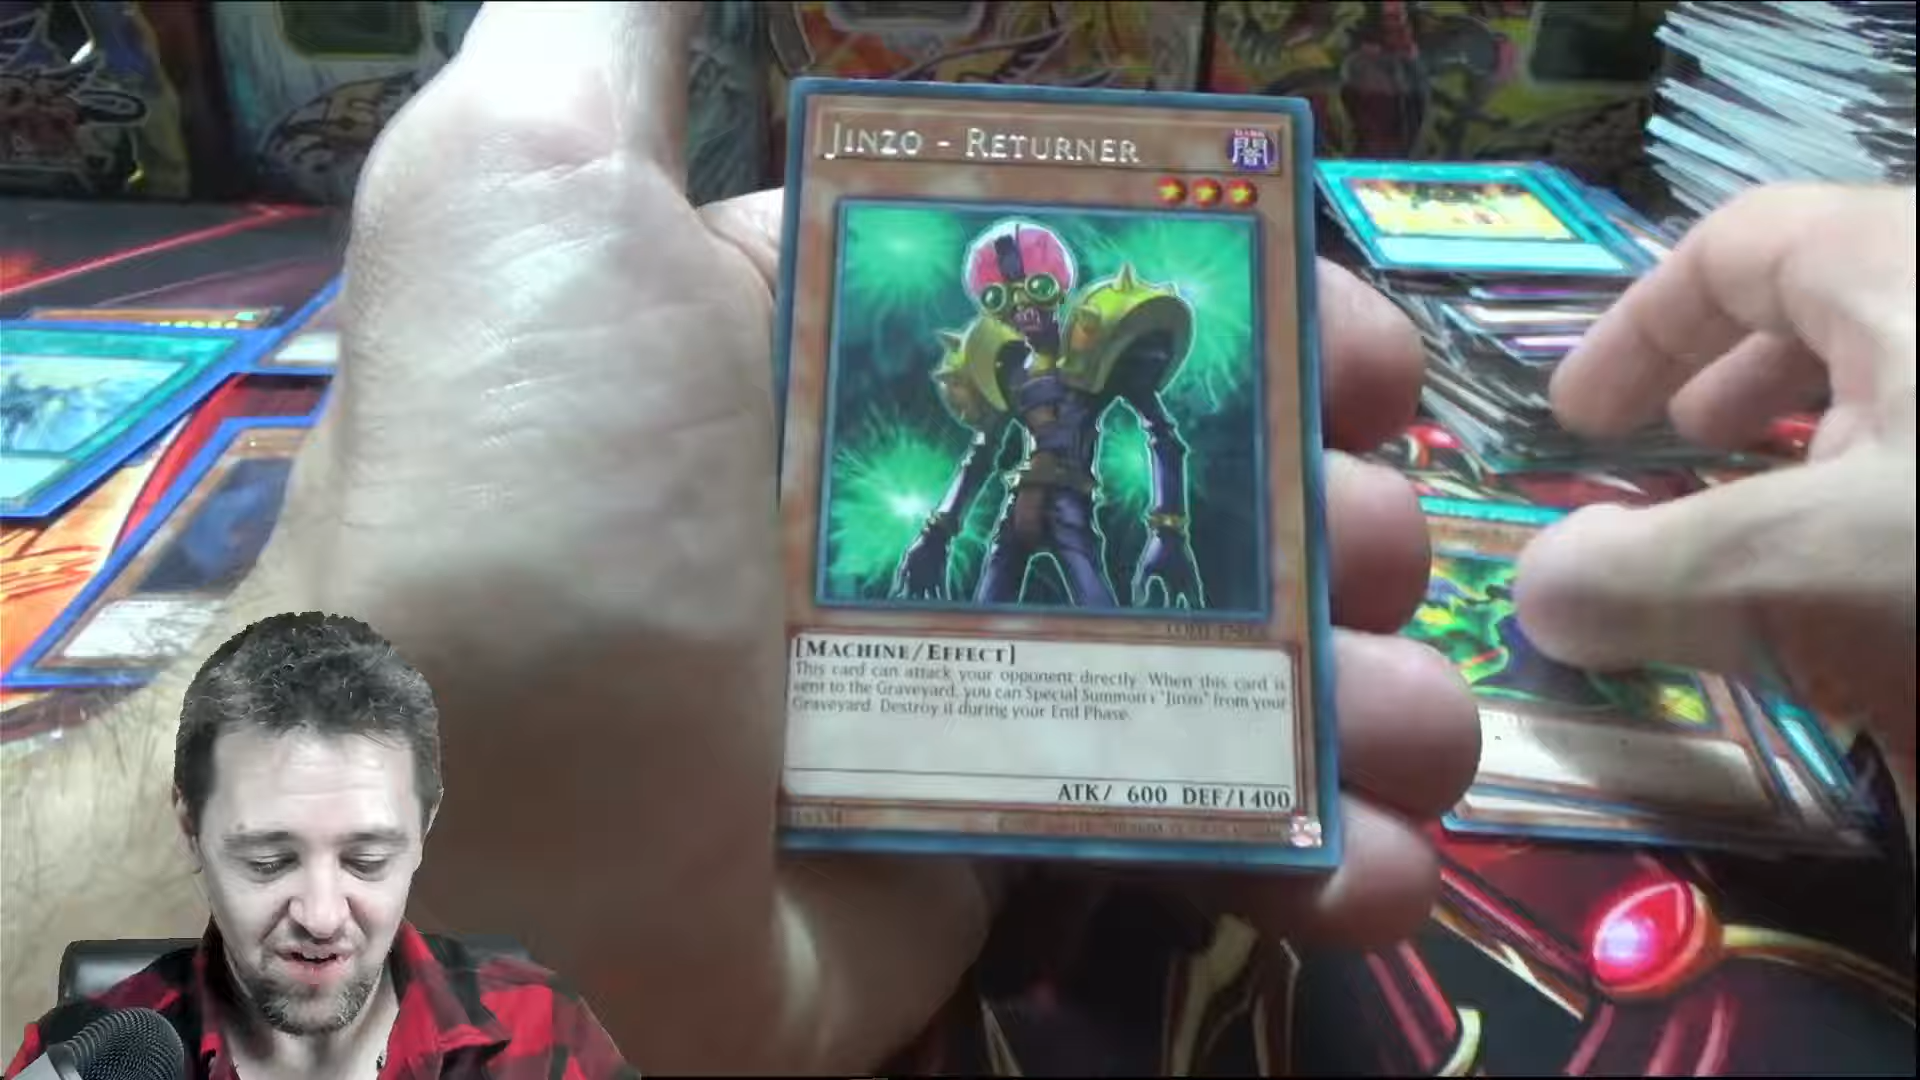 JINZO - RETURNER
[MACHINE/EFFECT]
This card can attack your opponent directly. When this card is
sent to the Graveyard, you can Special Summon 1 "Jinzo" from your
Graveyard. Destroy it during your End Phase.
ATK/ 600 DEF/1400